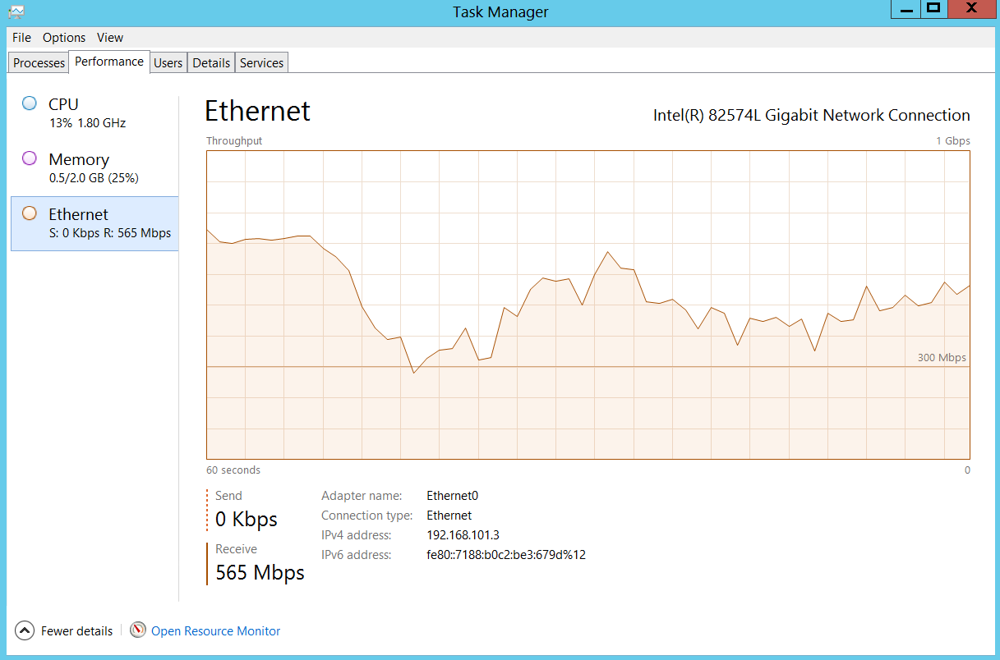 Task Manager
File Options View
Processes Performance Users Details Services
CPU
13% 1.80 GHz
Memory
0.5/2.0 GB (25%)
Ethernet
S: 0 Kbps R: 565 Mbps
Ethernet
Intel(R) 82574L Gigabit Network Connection
Throughput
1 Gbps
300 Mbps
60 seconds
0
Send
0 Kbps
Receive
565 Mbps
Adapter name: Ethernet0
Connection type: Ethernet
IPv4 address: 192.168.101.3
IPv6 address: fe80::7188:b0c2:be3:679d%12
Fewer details
Open Resource Monitor